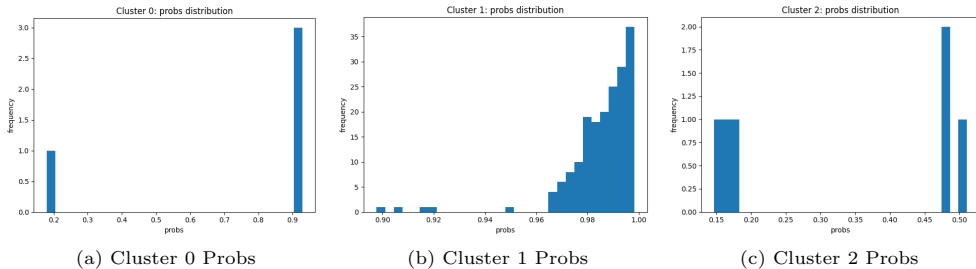 Cluster 0: probs distribution
3.0
2.5
2.0
1.5
1.0
0.5
0.0
frequency
0.2 0.3 0.4 0.5 0.6 0.7 0.8 0.9
probs
(a) Cluster 0 Probs
Cluster 1: probs distribution
35
30
25
20
15
10
5
0
frequency
0.90 0.92 0.94 0.96 0.98 1.00
probs
(b) Cluster 1 Probs
Cluster 2: probs distribution
2.00
1.75
1.50
1.25
1.00
0.75
0.50
0.25
0.00
frequency
0.15 0.20 0.25 0.30 0.35 0.40 0.45 0.50
probs
(c) Cluster 2 Probs